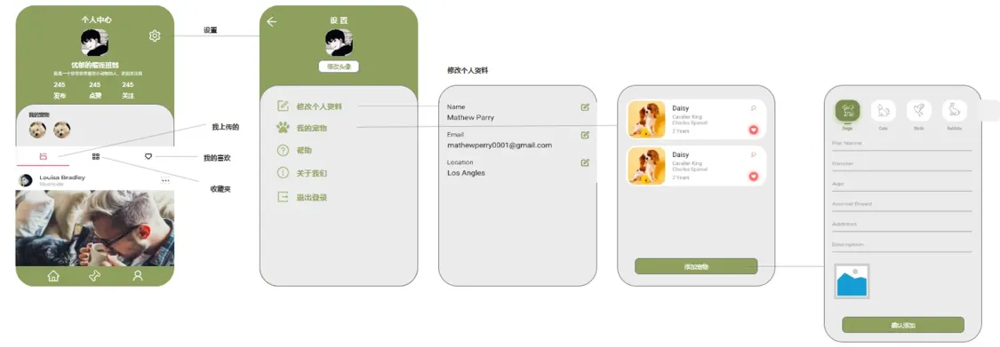 个人中心
设置
245
245
245
发布
点赞
关注
我的宠物
我上传的
我的喜欢
收藏夹
Louisa Bradley
Riverside
设 置
修改头像
修改个人资料
我的宠物
帮助
关于我们
退出登录
修改个人资料
Name
Mathew Parry
Email
mathewperry0001@gmail.com
Location
Los Angles
Daisy
Cavalier King
Charles Spaniel
2 Years
Daisy
Cavalier King
Charles Spaniel
2 Years
添加宠物
Dogs
Cats
Birds
Rabbits
Pet Name
Gender
Age
Animal Breed
Address
Description
确认添加